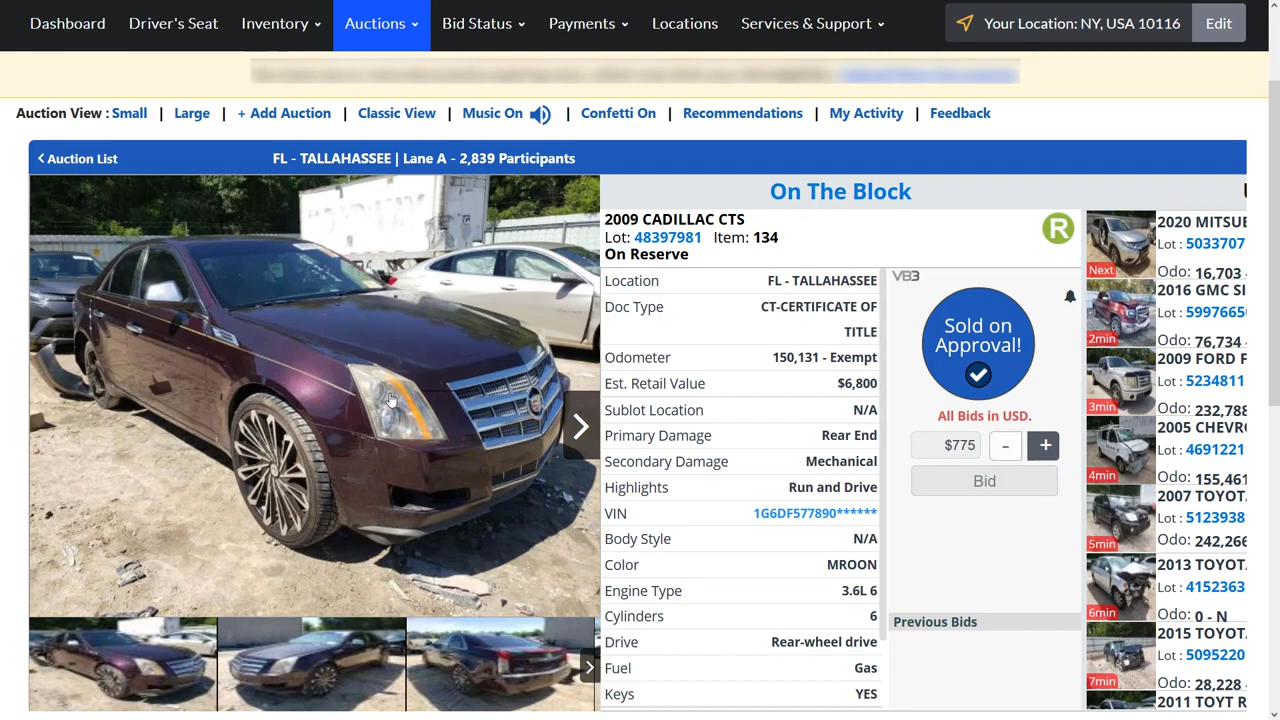 Dashboard Driver's Seat Inventory Auctions Bid Status Payments Locations Services & Support Your Location: NY, USA 10116 Edit
Auction View : Small | Large | + Add Auction | Classic View | Music On | Confetti On | Recommendations | My Activity | Feedback
Auction List FL - TALLAHASSEE | Lane A - 2,839 Participants
On The Block
2009 CADILLAC CTS
Lot: 48397981 Item: 134
On Reserve
R
Location FL - TALLAHASSEE
Doc Type CT-CERTIFICATE OF
TITLE
Odometer 150,131 - Exempt
Est. Retail Value $6,800
Sublot Location N/A
Primary Damage Rear End
Secondary Damage Mechanical
Highlights Run and Drive
VIN 1G6DF577890******
Body Style N/A
Color MROON
Engine Type 3.6L 6
Cylinders 6
Drive Rear-wheel drive
Fuel Gas
Keys YES
VB3
Sold on
Approval!
All Bids in USD.
$775 - +
Bid
Previous Bids
2020 MITSUB
Lot : 5033707
Odo: 16,703 -
Next
2016 GMC SI
Lot : 5997665
Odo: 76,734 -
2min
2009 FORD F
Lot : 5234811
Odo: 232,788
3min
2005 CHEVRO
Lot : 4691221
Odo: 155,461
4min
2007 TOYOTA
Lot : 5123938
Odo: 242,266
5min
2013 TOYOTA
Lot : 4152363
Odo: 0 - N
6min
2015 TOYOTA
Lot : 5095220
Odo: 28,228 -
7min
2011 TOYT R